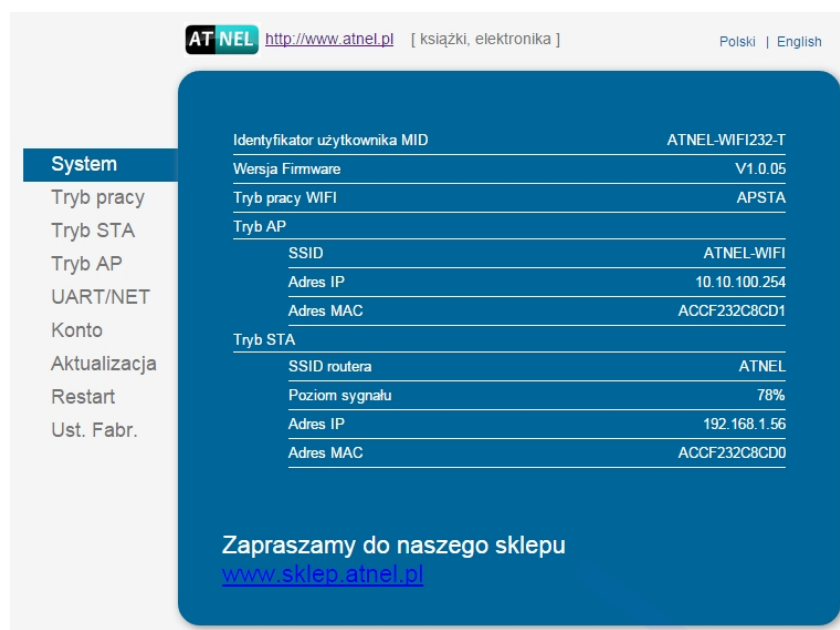 ATNEL http://www.atnel.pl [ książki, elektronika ] Polski | English
System
Tryb pracy
Tryb STA
Tryb AP
UART/NET
Konto
Aktualizacja
Restart
Ust. Fabr.
Identyfikator użytkownika MID ATNEL-WIFI232-T
Wersja Firmware V1.0.05
Tryb pracy WIFI APSTA
Tryb AP
SSID ATNEL-WIFI
Adres IP 10.10.100.254
Adres MAC ACCF232C8CD1
Tryb STA
SSID routera ATNEL
Poziom sygnału 78%
Adres IP 192.168.1.56
Adres MAC ACCF232C8CD0
Zapraszamy do naszego sklepu
www.sklep.atnel.pl